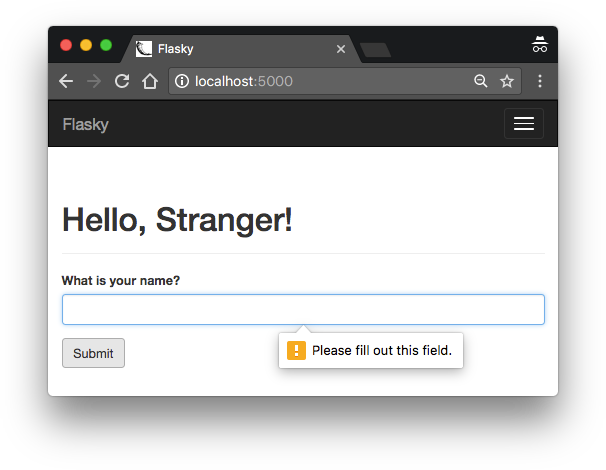 Flasky
localhost:5000
Flasky
Hello, Stranger!
What is your name?
Please fill out this field.
Submit